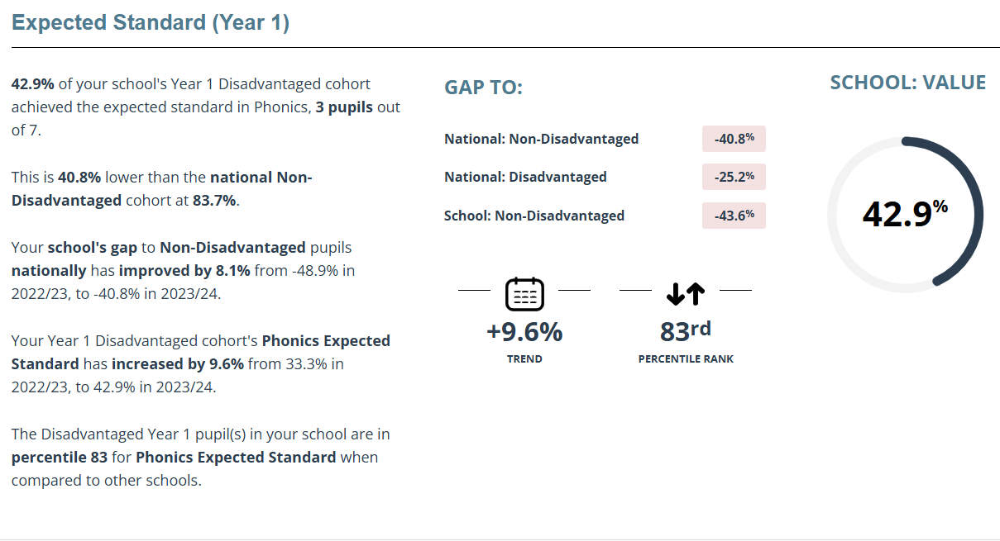 Expected Standard (Year 1)
42.9% of your school's Year 1 Disadvantaged cohort
achieved the expected standard in Phonics, 3 pupils out
of 7.
This is 40.8% lower than the national Non-
Disadvantaged cohort at 83.7%.
Your school's gap to Non-Disadvantaged pupils
nationally has improved by 8.1% from -48.9% in
2022/23, to -40.8% in 2023/24.
Your Year 1 Disadvantaged cohort's Phonics Expected
Standard has increased by 9.6% from 33.3% in
2022/23, to 42.9% in 2023/24.
The Disadvantaged Year 1 pupil(s) in your school are in
percentile 83 for Phonics Expected Standard when
compared to other schools.
GAP TO:
National: Non-Disadvantaged -40.8%
National: Disadvantaged -25.2%
School: Non-Disadvantaged -43.6%
+9.6%
TREND
83rd
PERCENTILE RANK
SCHOOL: VALUE
42.9%